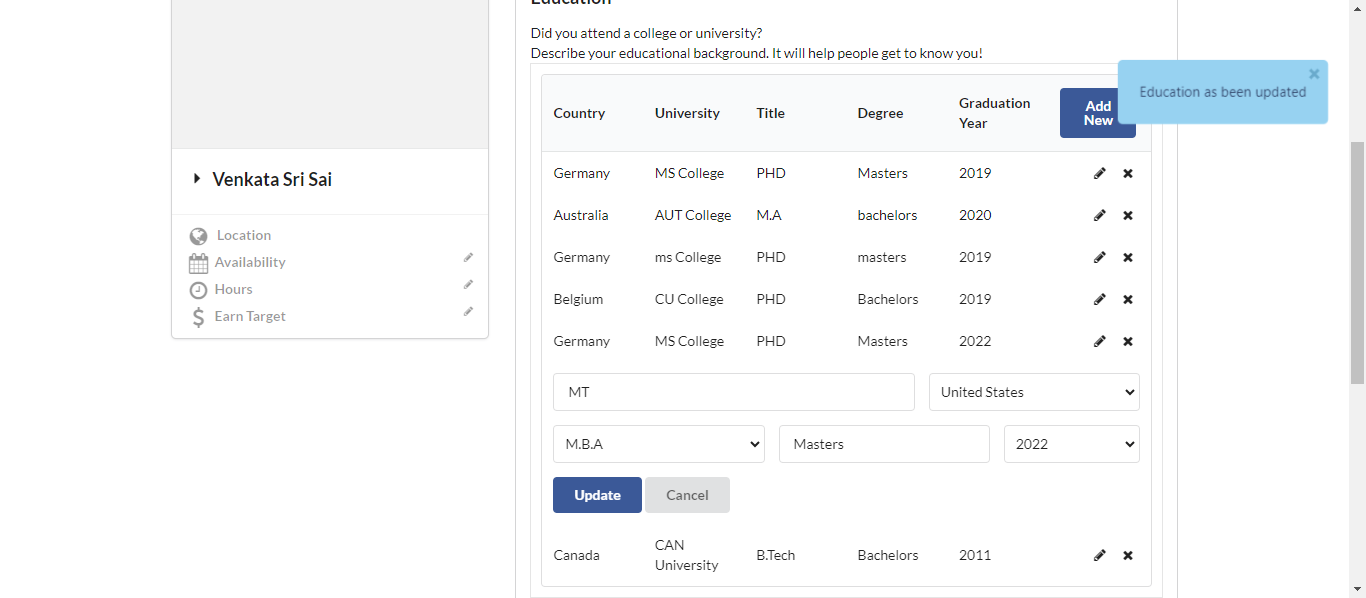 Education
Did you attend a college or university?
Describe your educational background. It will help people get to know you!
Education as been updated
Country University Title Degree Graduation Year
Add New
Germany MS College PHD Masters 2019
Australia AUT College M.A bachelors 2020
Germany ms College PHD masters 2019
Belgium CU College PHD Bachelors 2019
Germany MS College PHD Masters 2022
MT United States
M.B.A Masters 2022
Update Cancel
Canada CAN University B.Tech Bachelors 2011
Venkata Sri Sai
Location
Availability
Hours
Earn Target